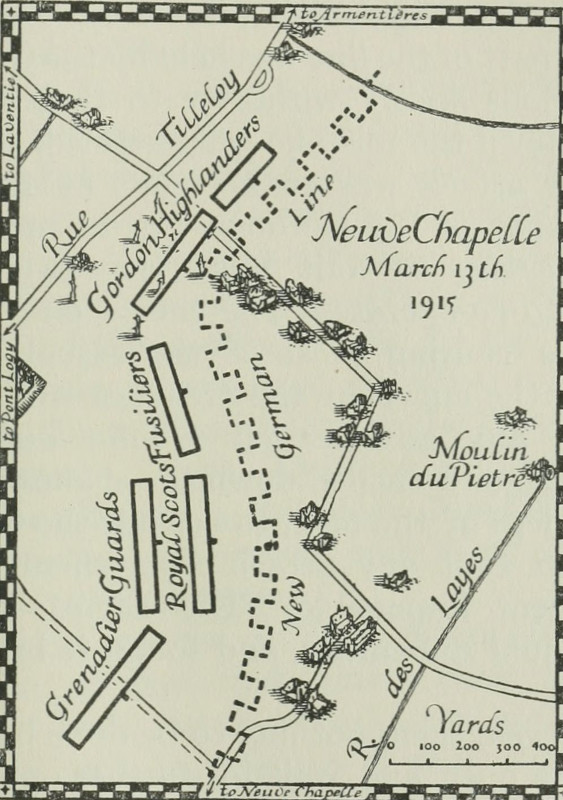 to Armentières
to Laventie
Rue Tilleloy
Gordon Highlanders
Line
Neuve Chapelle
March 13th
1915
to Pont Logy
Fusiliers
Royal Scots
German
Moulin
du Pietre
Grenadier Guards
New
R. des Layes
Yards
0 100 200 300 400
to Neuve Chapelle